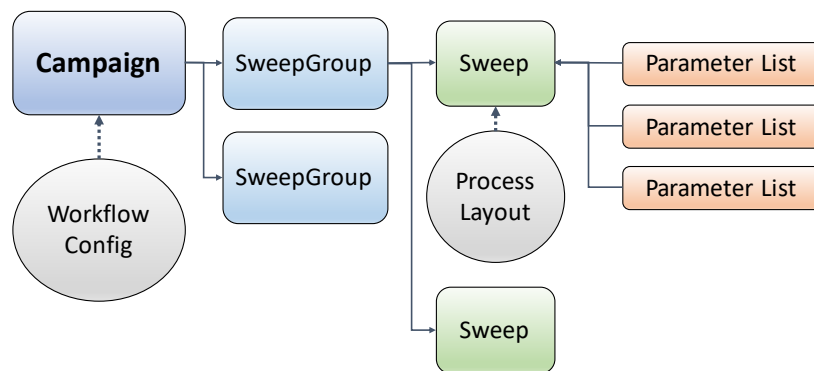 Campaign
SweepGroup
Sweep
Parameter List
Parameter List
SweepGroup
Parameter List
Workflow
Config
Process
Layout
Sweep